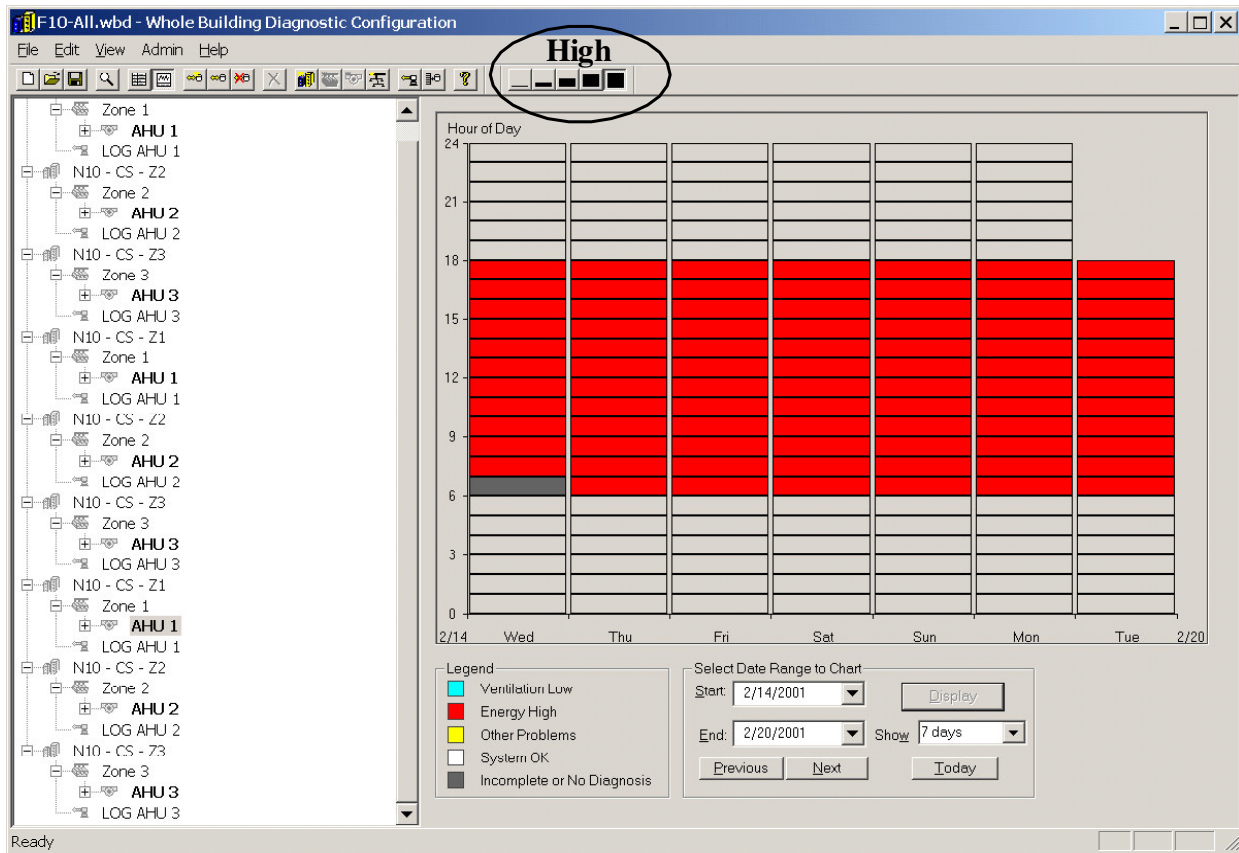 F10-All.wbd - Whole Building Diagnostic Configuration
File Edit View Admin Help
High
Zone 1
AHU 1
LOG AHU 1
N10 - CS - Z2
Zone 2
AHU 2
LOG AHU 2
N10 - CS - Z3
Zone 3
AHU 3
LOG AHU 3
N10 - CS - Z1
Zone 1
AHU 1
LOG AHU 1
N10 - CS - Z2
Zone 2
AHU 2
LOG AHU 2
N10 - CS - Z3
Zone 3
AHU 3
LOG AHU 3
N10 - CS - Z1
Zone 1
AHU 1
LOG AHU 1
N10 - CS - Z2
Zone 2
AHU 2
LOG AHU 2
N10 - CS - Z3
Zone 3
AHU 3
LOG AHU 3
Hour of Day
24
21
18
15
12
9
6
3
0
2/14 Wed Thu Fri Sat Sun Mon Tue 2/20
Legend
Ventilation Low
Energy High
Other Problems
System OK
Incomplete or No Diagnosis
Select Date Range to Chart
Start: 2/14/2001 Display
End: 2/20/2001 Show 7 days
Previous Next Today
Ready